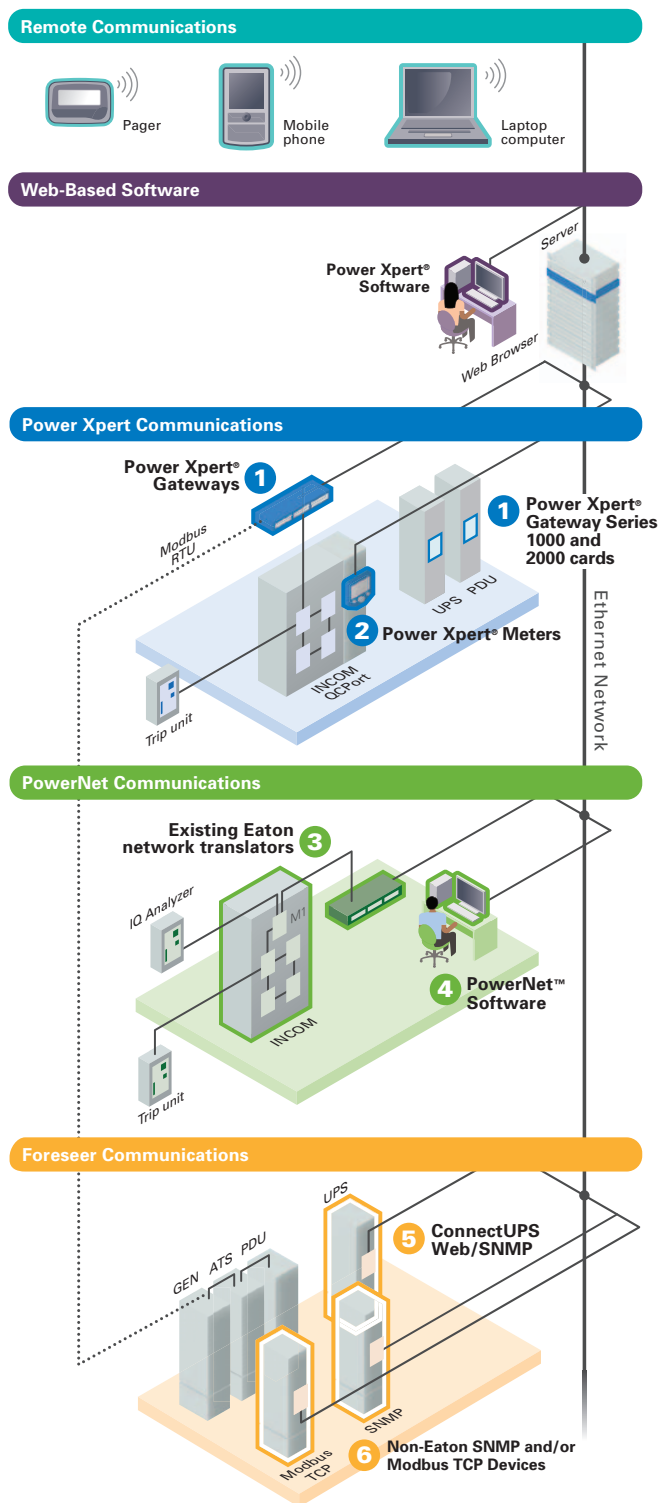 Remote Communications
Pager
Mobile
phone
Laptop
computer
Web-Based Software
Server
Power Xpert®
Software
Web Browser
Power Xpert Communications
Power Xpert®
Gateways
1
1
Power Xpert®
Gateway Series
1000 and
2000 cards
Modbus
RTU
UPS PDU
2
Power Xpert® Meters
INCOM
QCPort
Trip unit
Ethernet Network
PowerNet Communications
Existing Eaton
network translators
3
IQ Analyzer
M1
4
PowerNet™
Software
INCOM
Trip unit
Foreseer Communications
UPS
5
ConnectUPS
Web/SNMP
GEN ATS PDU
SNMP
Modbus
TCP
6
Non-Eaton SNMP and/or
Modbus TCP Devices